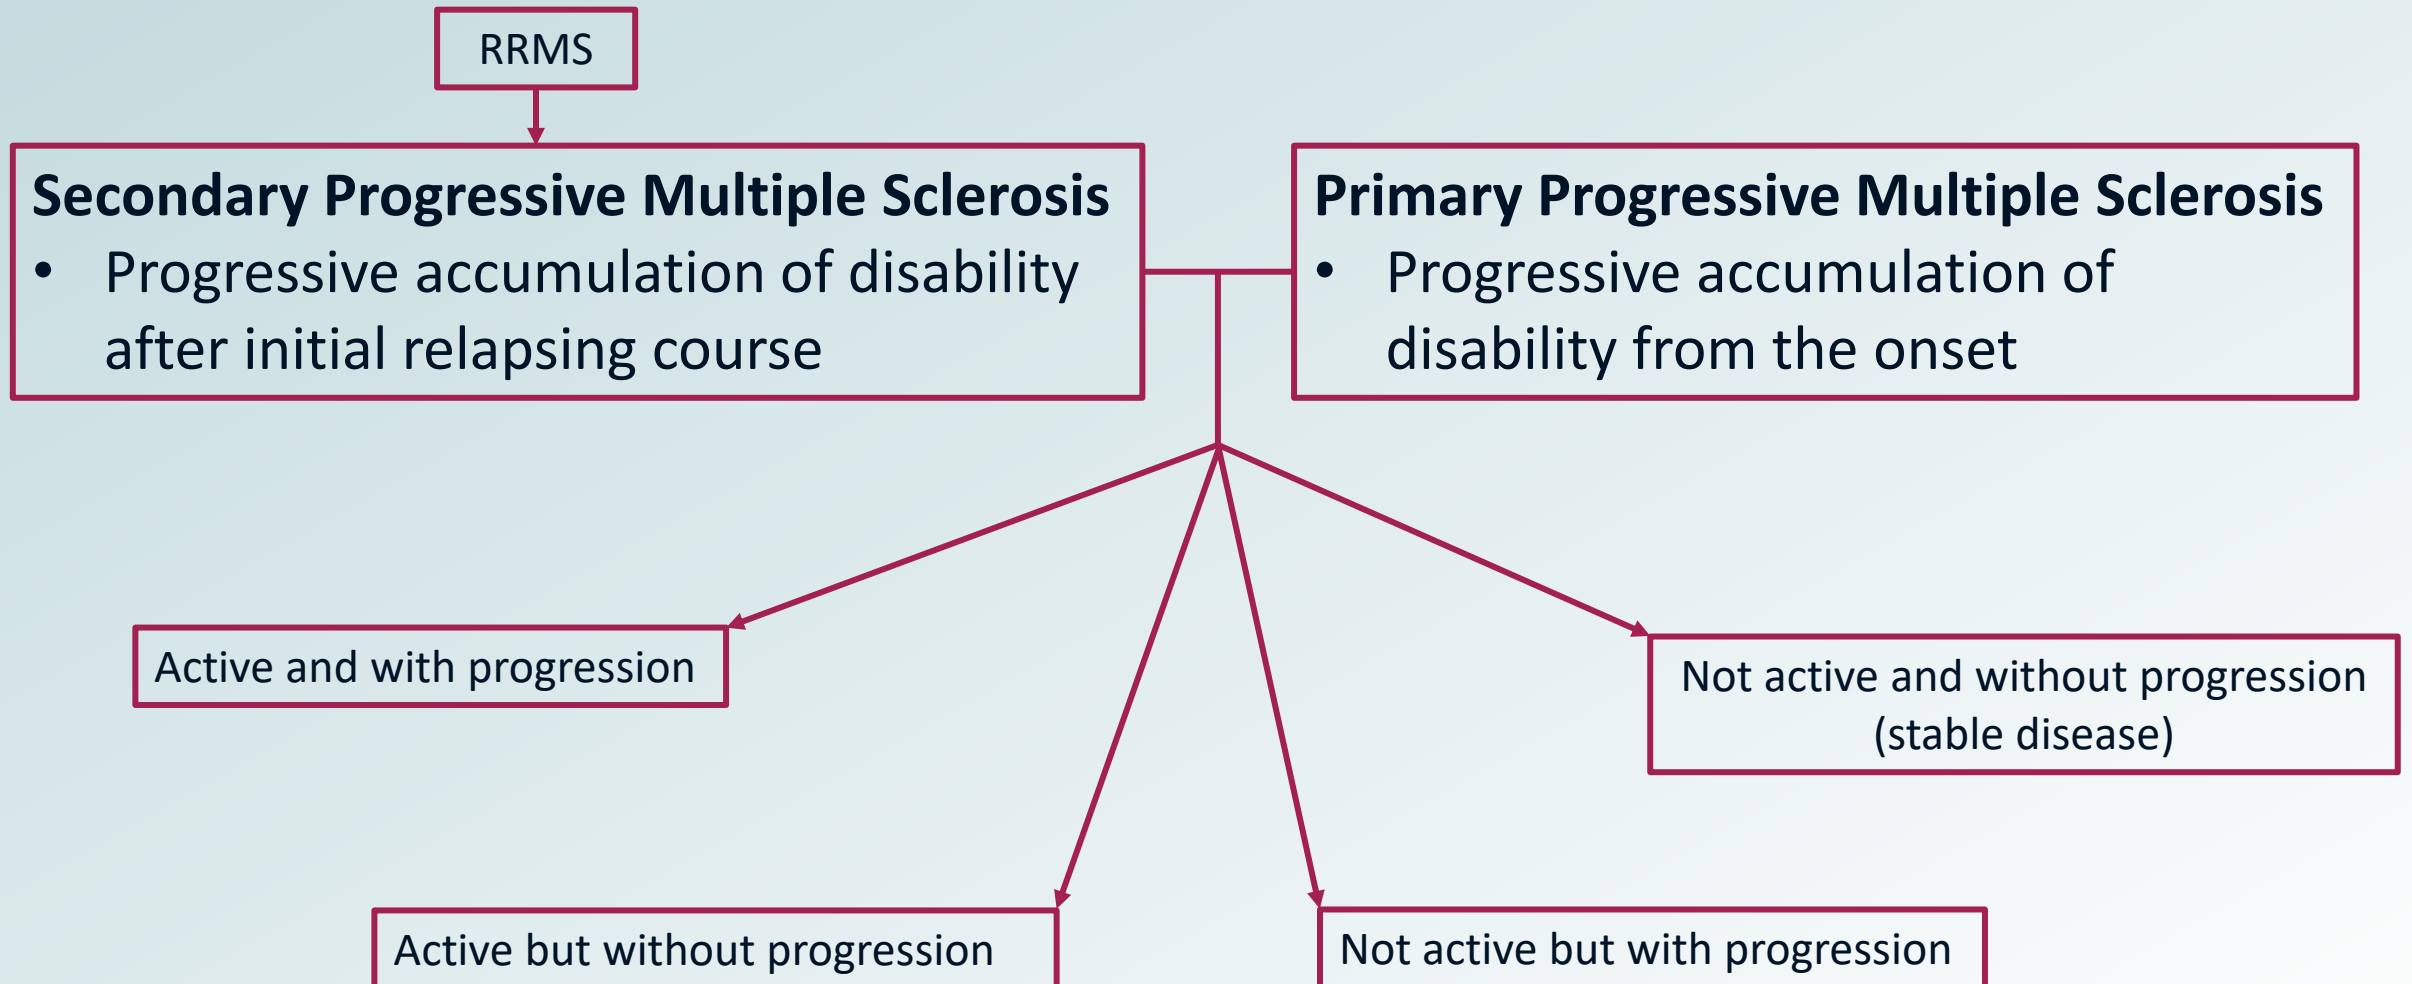 RRMS
Secondary Progressive Multiple Sclerosis
• Progressive accumulation of disability
after initial relapsing course
Primary Progressive Multiple Sclerosis
• Progressive accumulation of
disability from the onset
Active and with progression
Not active and without progression
(stable disease)
Active but without progression
Not active but with progression